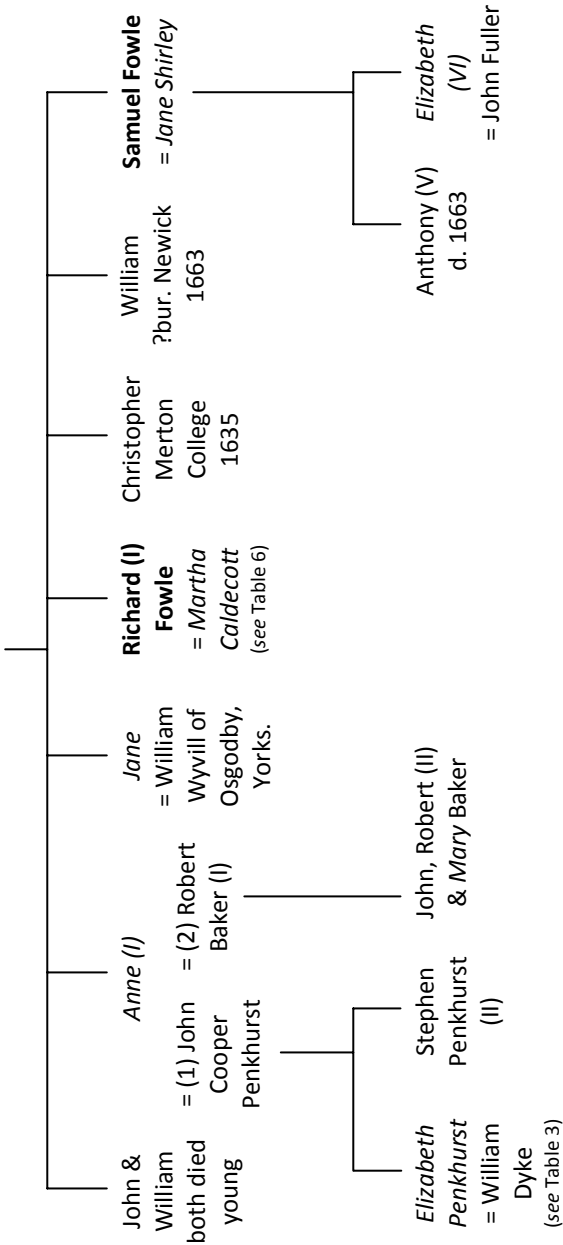 John &
William
both died
young
Anne (I)
= (1) John
Cooper
Penkhurst
= (2) Robert
Baker (I)
Jane
= William
Wyvill of
Osgodby,
Yorks.
Richard (I)
Fowle
= Martha
Caldecott
(see Table 6)
Christopher
Merton
College
1635
William
?bur. Newick
1663
Samuel Fowle
= Jane Shirley
Elizabeth
Penkhurst
= William
Dyke
(see Table 3)
Stephen
Penkhurst
(II)
John, Robert (II)
& Mary Baker
Anthony (V)
d. 1663
Elizabeth
(VI)
= John Fuller